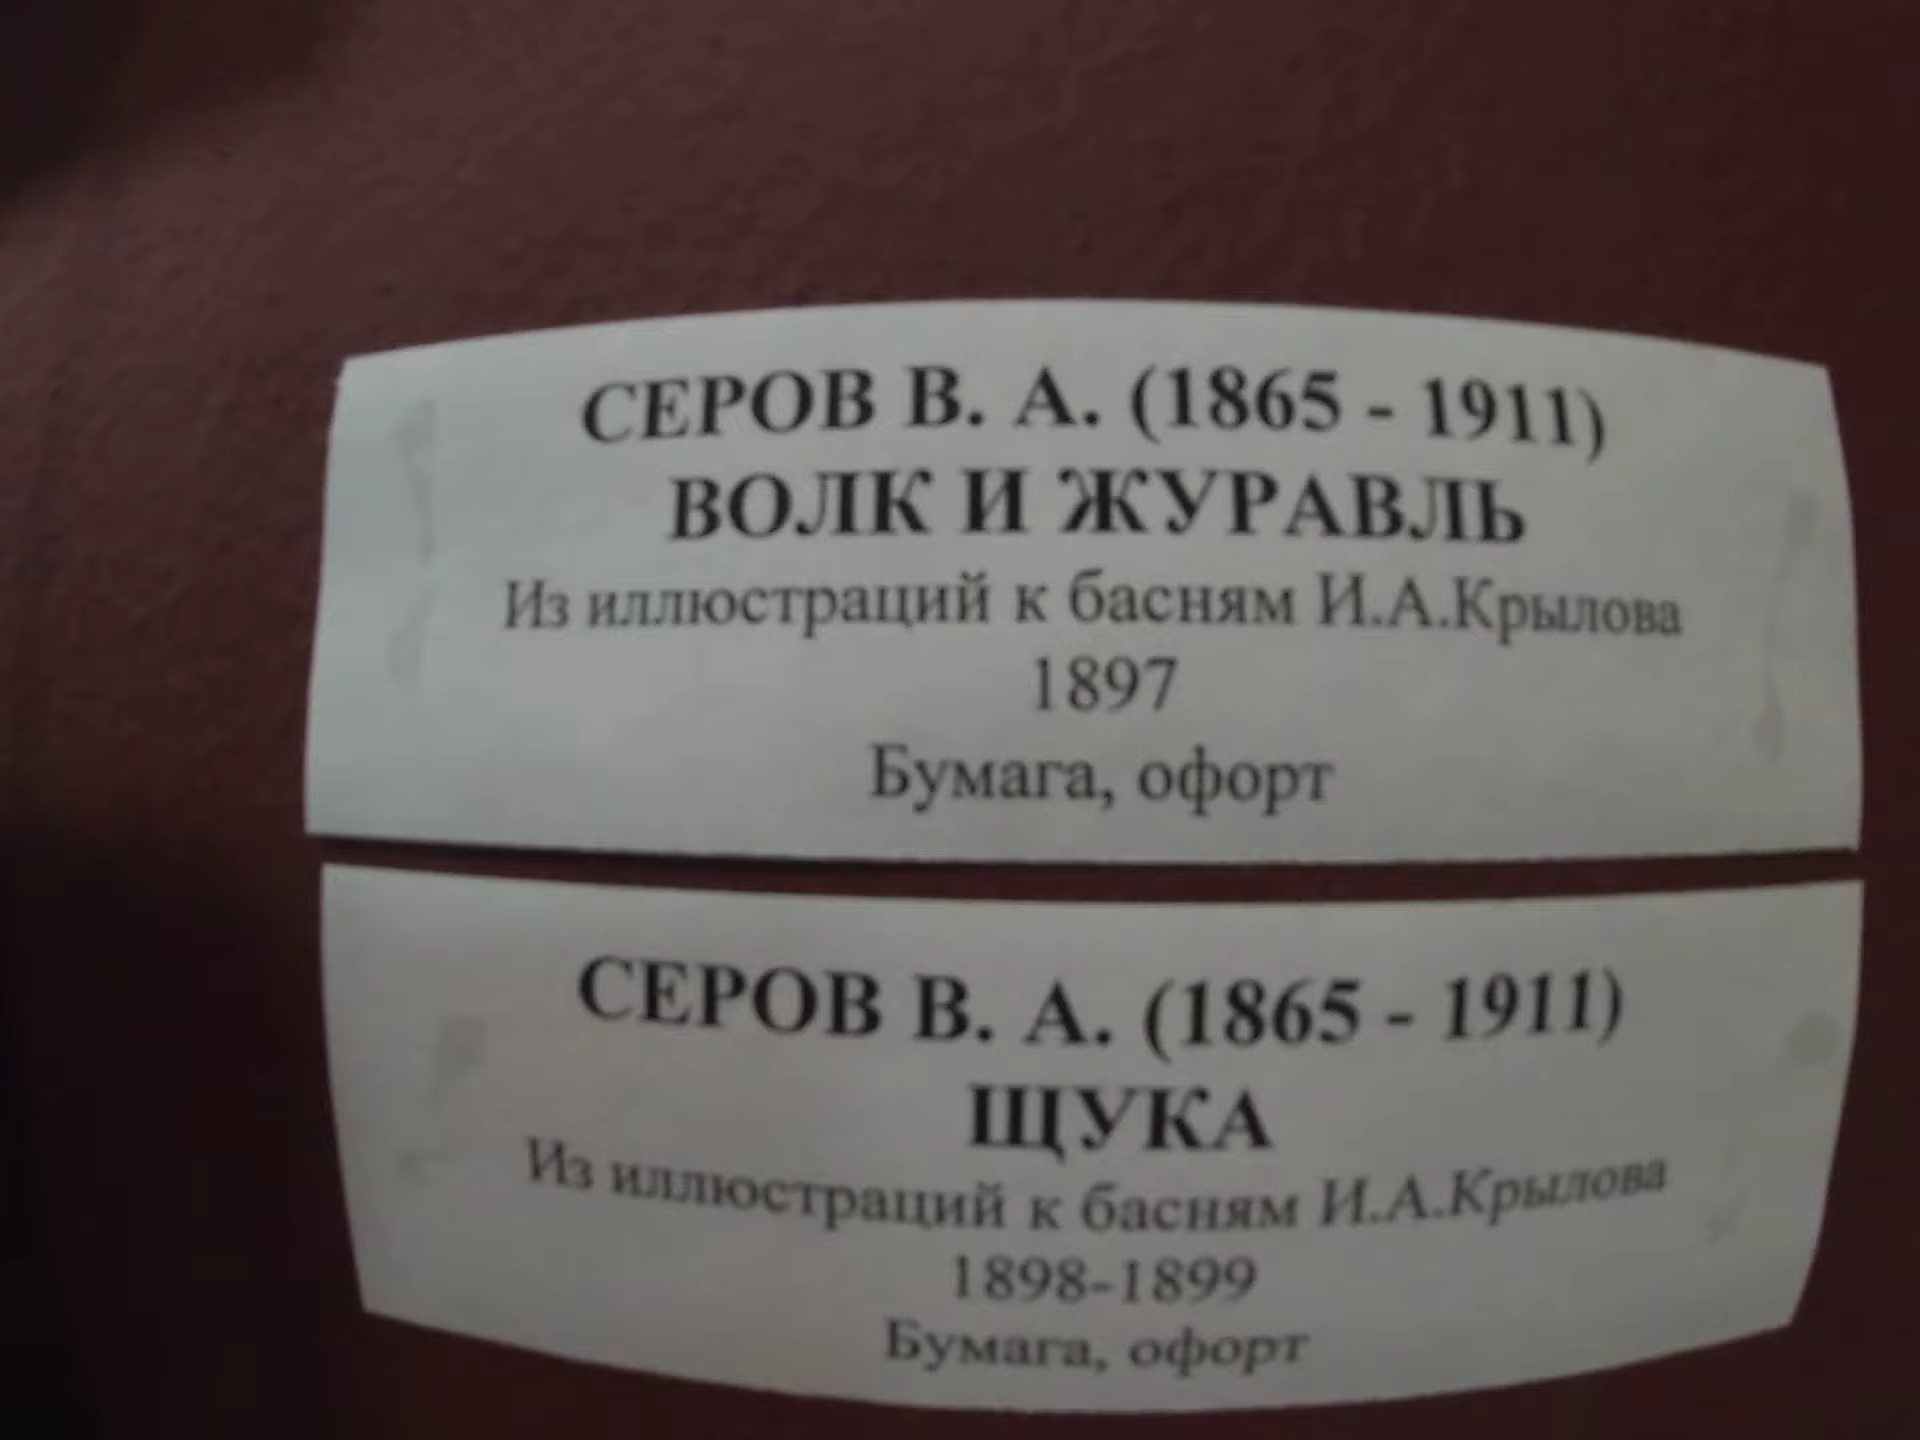 СЕРОВ В. А. (1865 - 1911)
ВОЛК И ЖУРАВЛЬ
Из иллюстраций к басням И.А.Крылова
1897
Бумага, офорт
СЕРОВ В. А. (1865 - 1911)
ЩУКА
Из иллюстраций к басням И.А.Крылова
1898-1899
Бумага, офорт